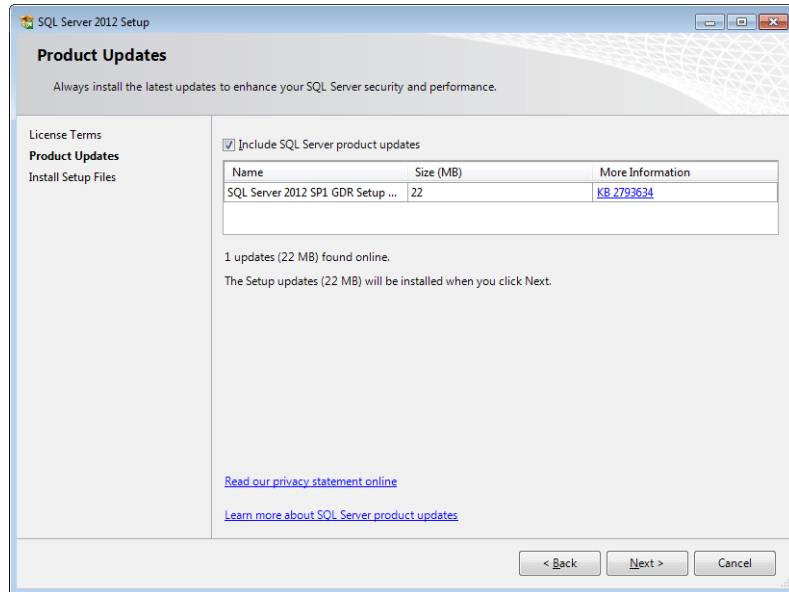 SQL Server 2012 Setup
Product Updates
Always install the latest updates to enhance your SQL Server security and performance.
License Terms
Product Updates
Install Setup Files
Include SQL Server product updates
Name Size (MB) More Information
SQL Server 2012 SP1 GDR Setup ... 22 KB 2793634
1 updates (22 MB) found online.
The Setup updates (22 MB) will be installed when you click Next.
Read our privacy statement online
Learn more about SQL Server product updates
< Back Next > Cancel